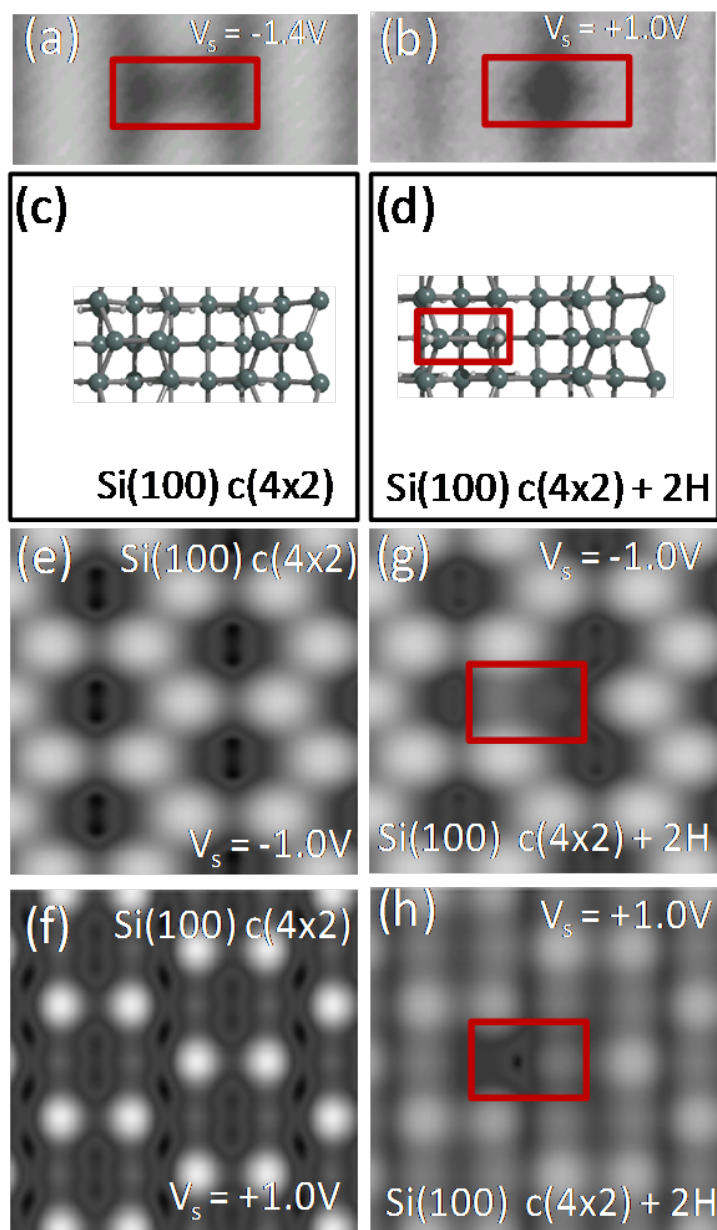 (a) Vs = -1.4V
(b) Vs = +1.0V
(c)
Si(100) c(4x2)
(d)
Si(100) c(4x2) + 2H
(e) Si(100) c(4x2)
Vs = -1.0V
(g) Vs = -1.0V
Si(100) c(4x2) + 2H
(f) Si(100) c(4x2)
Vs = +1.0V
(h) Vs = +1.0V
Si(100) c(4x2) + 2H